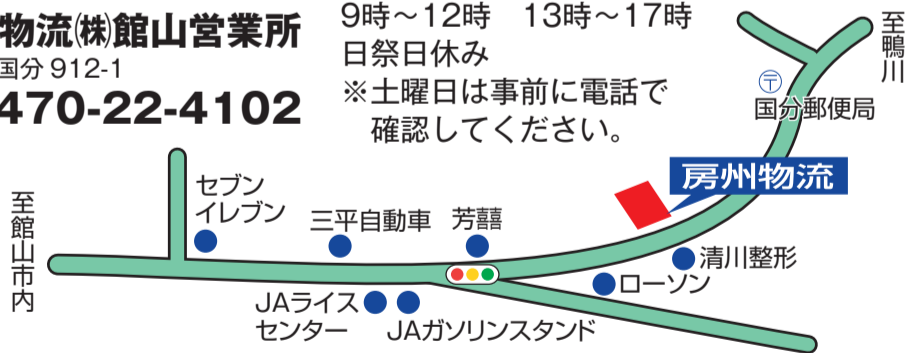 物流㈱館山営業所
国分 912-1
470-22-4102
9時〜12時　13時〜17時
日祭日休み
※土曜日は事前に電話で
確認してください。
至鴨川
〒
国分郵便局
房州物流
セブン
イレブン
三平自動車
芳囍
至館山市内
清川整形
ローソン
JAライス
センター
JAガソリンスタンド